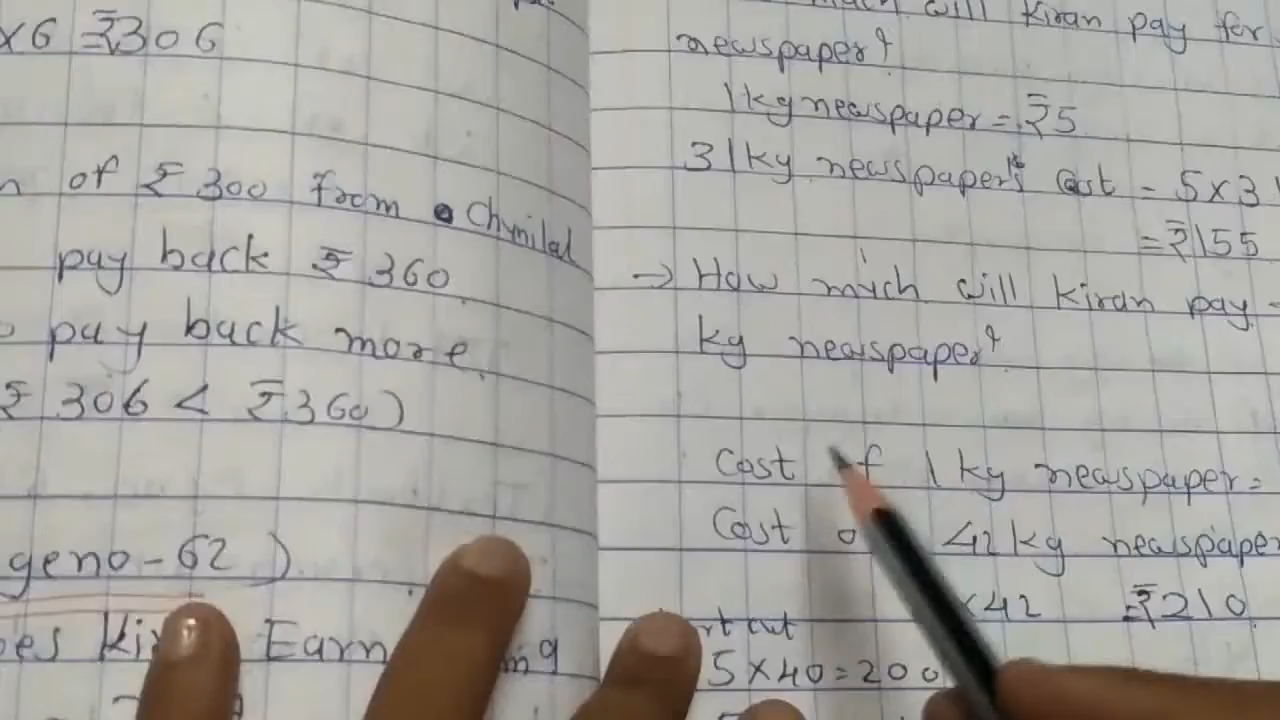 ×6 =₹306
of ₹ 300 from Chunilal
pay back ₹ 360.
pay back more.
₹ 306 < ₹360)
geno-62)
Earn
will Kiran pay for
newspaper?
1kg newspaper = ₹5
31kg newspaper's cost = 5×3
=₹155
→ How much will Kiran pay
kg newspaper?
Cost of 1kg newspaper=
Cost 42kg newspaper
×42 =₹210
cut
5×40=200